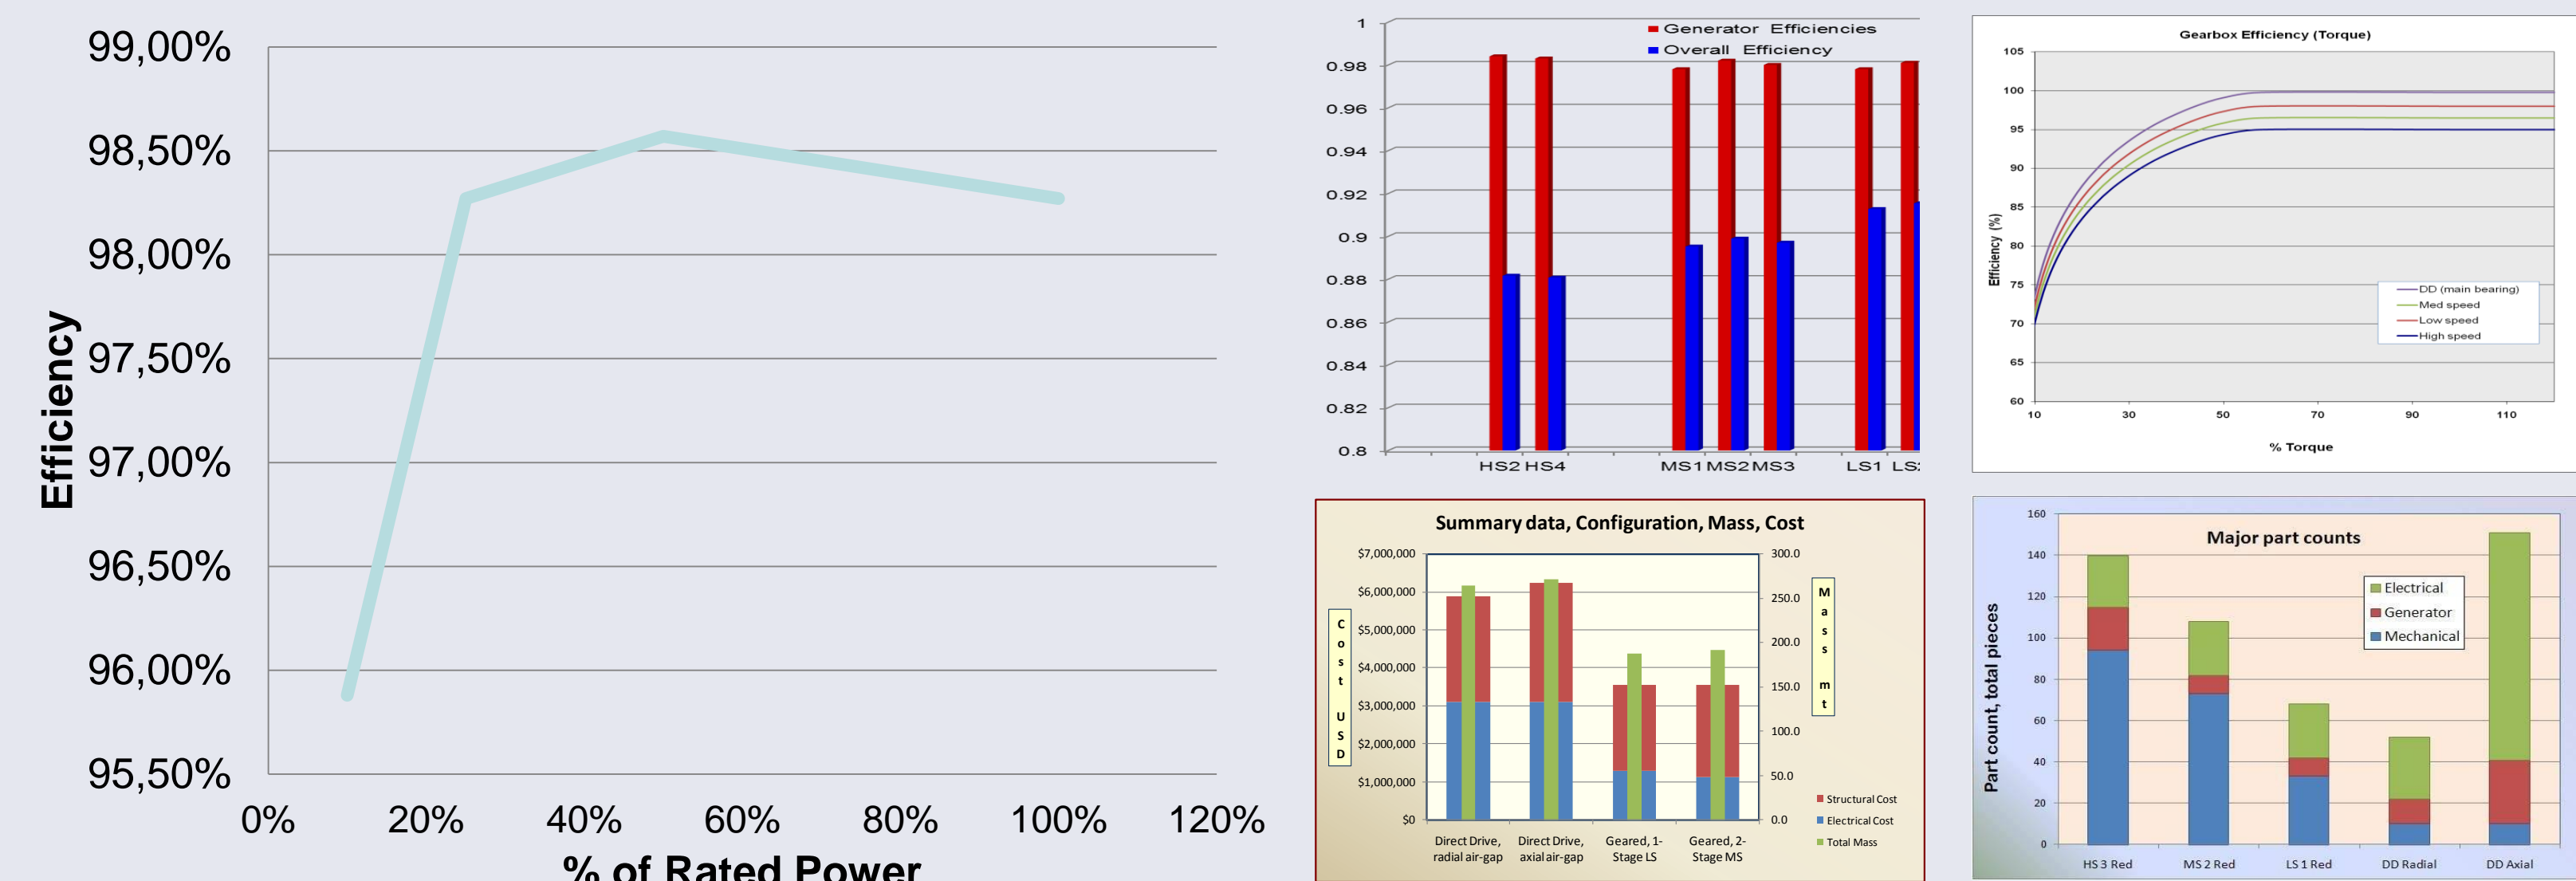 99,00%
98,50%
98,00%
97,50%
97,00%
96,50%
96,00%
95,50%
Efficiency
0% 20% 40% 60% 80% 100% 120%
% of Rated Power
Generator Efficiencies
Overall Efficiency
1
0.98
0.96
0.94
0.92
0.9
0.88
0.86
0.84
0.82
0.8
HS2 HS4 MS1 MS2 MS3 LS1 LS2
Gearbox Efficiency (Torque)
105
100
95
90
85
80
75
70
65
60
Efficiency (%)
DD (main bearing)
Med speed
Low speed
High speed
10 30 50 70 90 110
% Torque
Summary data, Configuration, Mass, Cost
$7,000,000
$6,000,000
$5,000,000
$4,000,000
$3,000,000
$2,000,000
$1,000,000
$0
Cost USD
300.0
250.0
200.0
150.0
100.0
50.0
0.0
Mass mt
Structural Cost
Electrical Cost
Total Mass
Direct Drive, radial air-gap
Direct Drive, axial air-gap
Geared, 1-Stage LS
Geared, 2-Stage MS
Major part counts
160
140
120
100
80
60
40
20
0
Part count, total pieces
Electrical
Generator
Mechanical
HS 3 Red MS 2 Red LS 1 Red DD Radial DD Axial